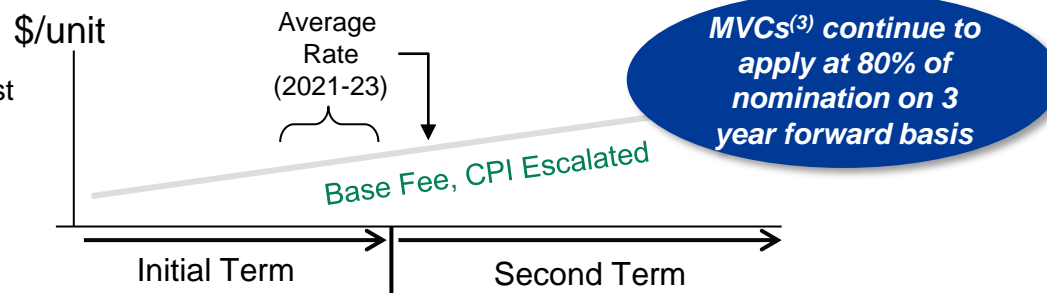 $/unit
st
Average
Rate
(2021-23)
MVCs(3) continue to
apply at 80% of
nomination on 3
year forward basis
Base Fee, CPI Escalated
Initial Term
Second Term